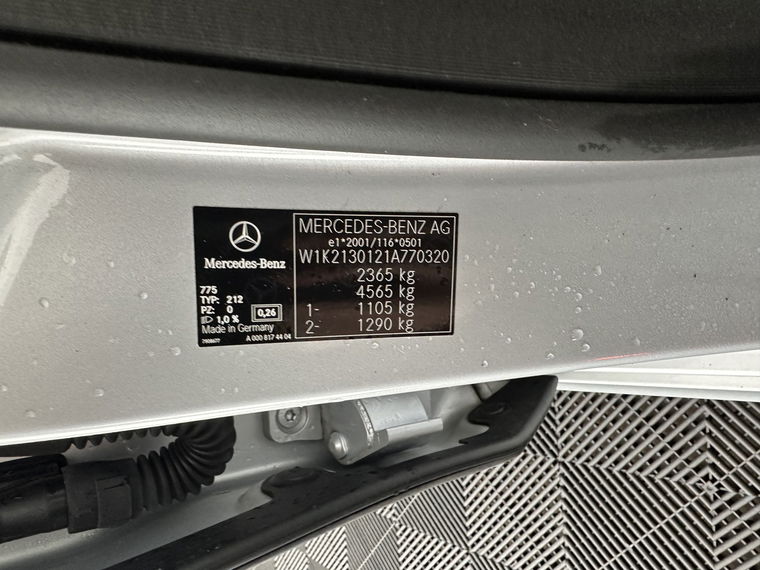 MERCEDES-BENZ AG
e1*2001/116*0501
W1K2130121A770320
2365 kg
4565 kg
1- 1105 kg
2- 1290 kg
Mercedes-Benz
775
TYP: 212
PZ: 0
1,0 % 0,26
Made in Germany
A 000 817 44 04